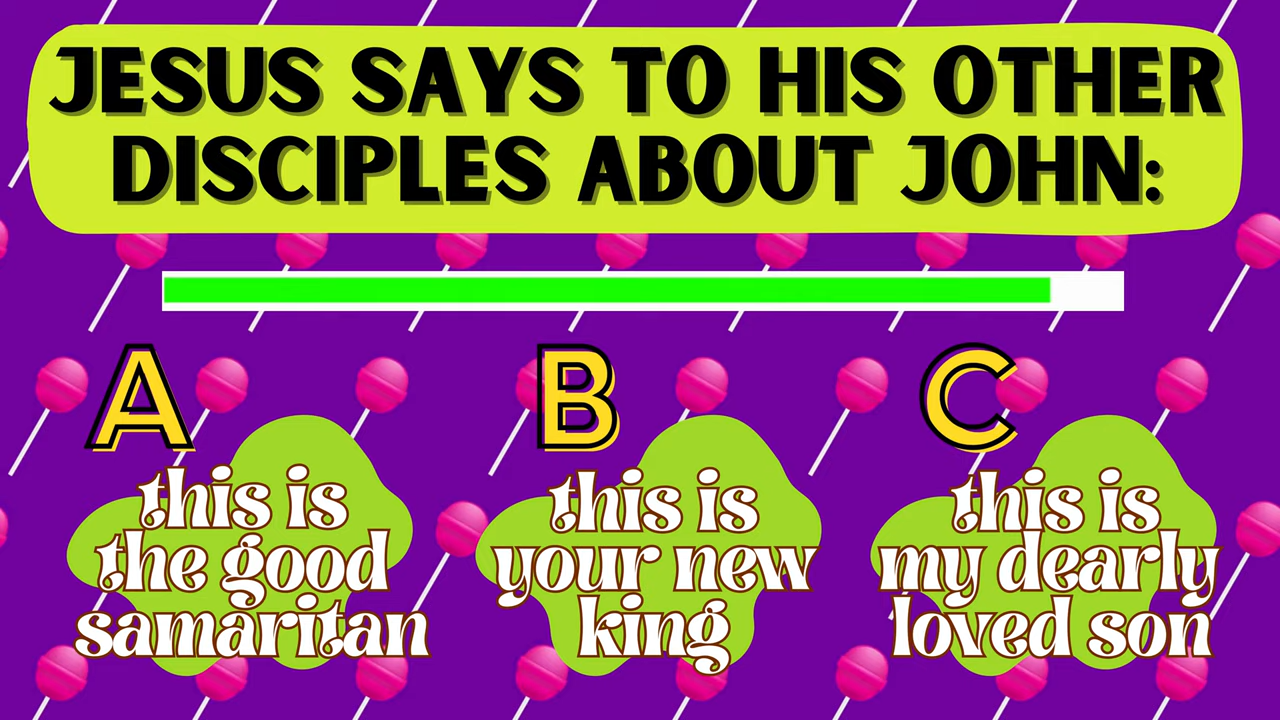 JESUS SAYS TO HIS OTHER
DISCIPLES ABOUT JOHN:
A
this is
the good
samaritan
B
this is
your new
king
C
this is
my dearly
loved son